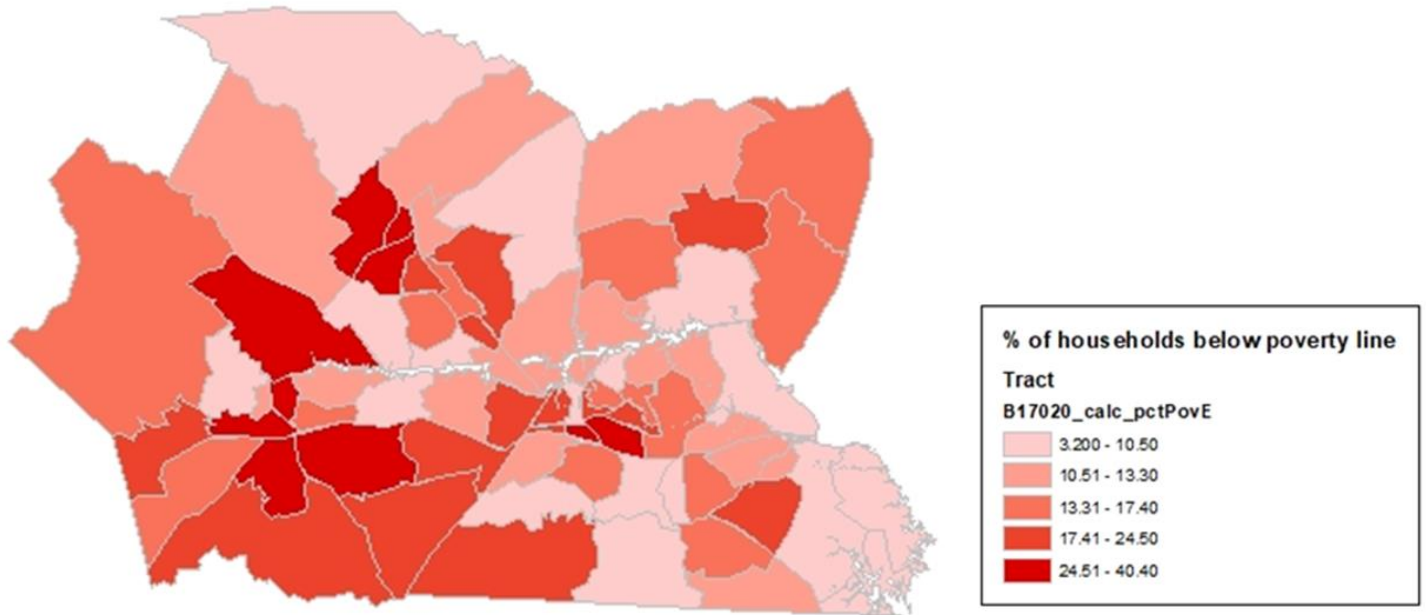 % of households below poverty line
Tract
B17020_calc_pctPovE
3.200 - 10.50
10.51 - 13.30
13.31 - 17.40
17.41 - 24.50
24.51 - 40.40